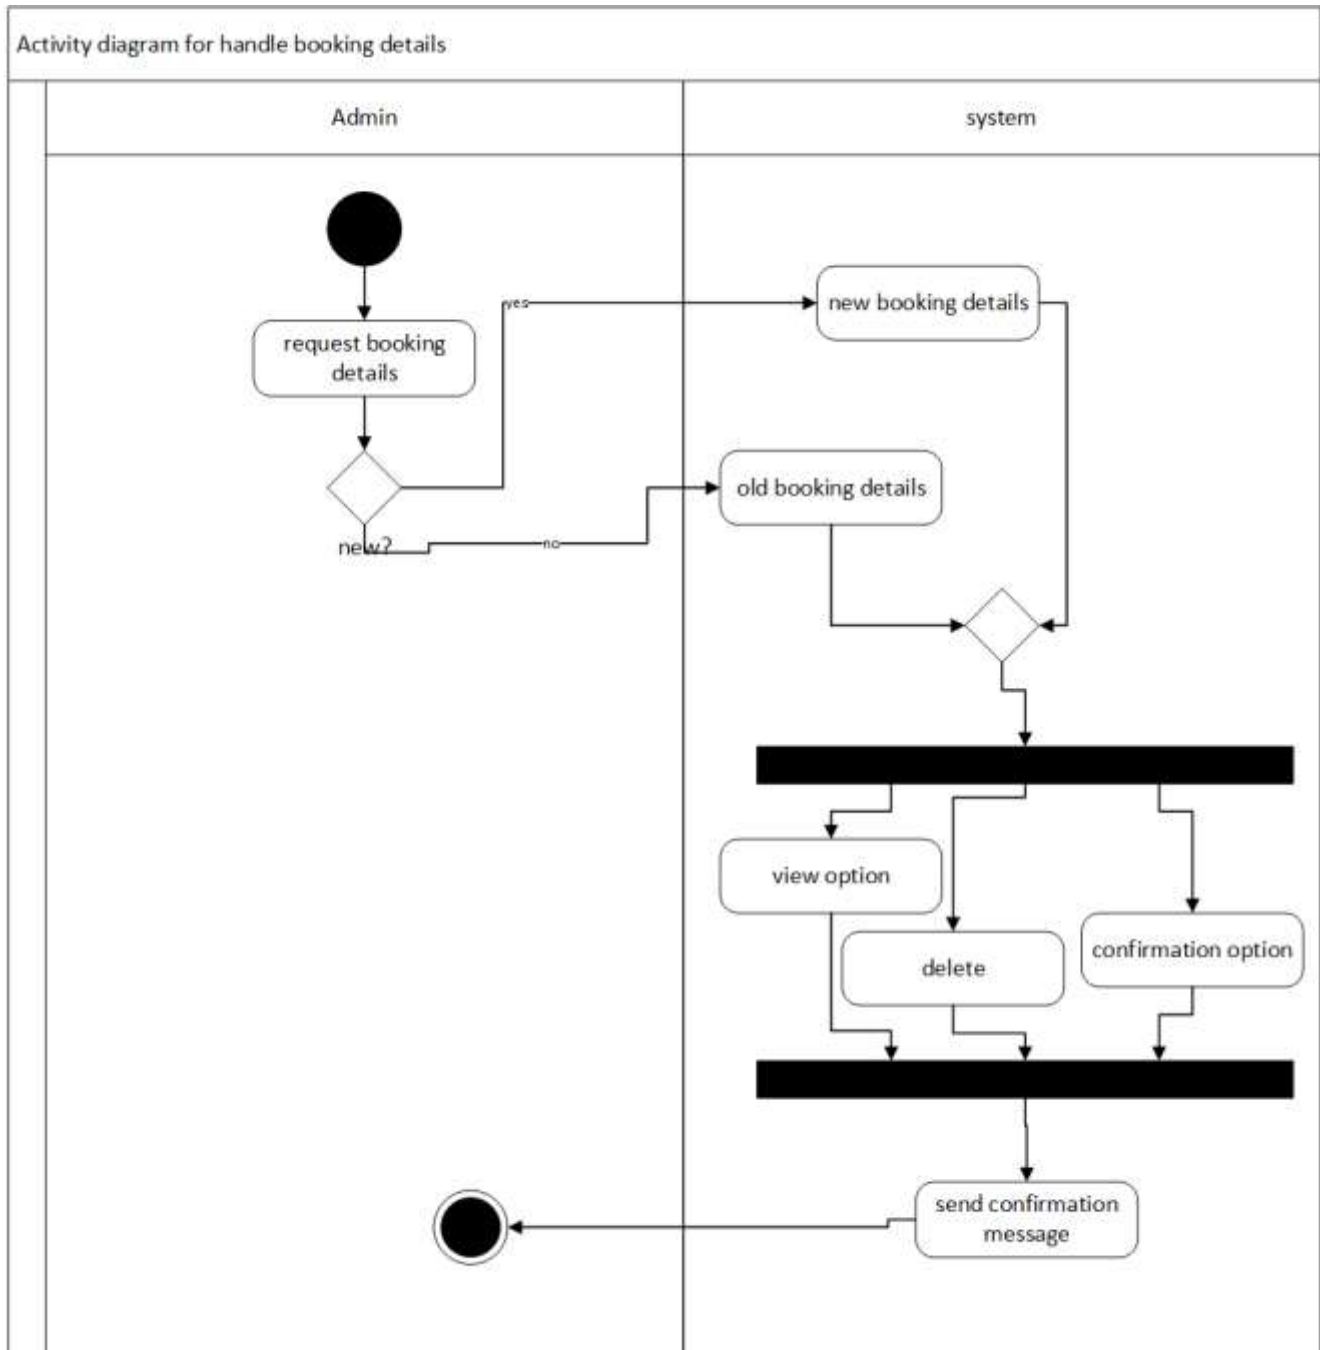 Activity diagram for handle booking details
Admin
system
request booking
details
yes
new booking details
old booking details
new?
no
view option
delete
confirmation option
send confirmation
message